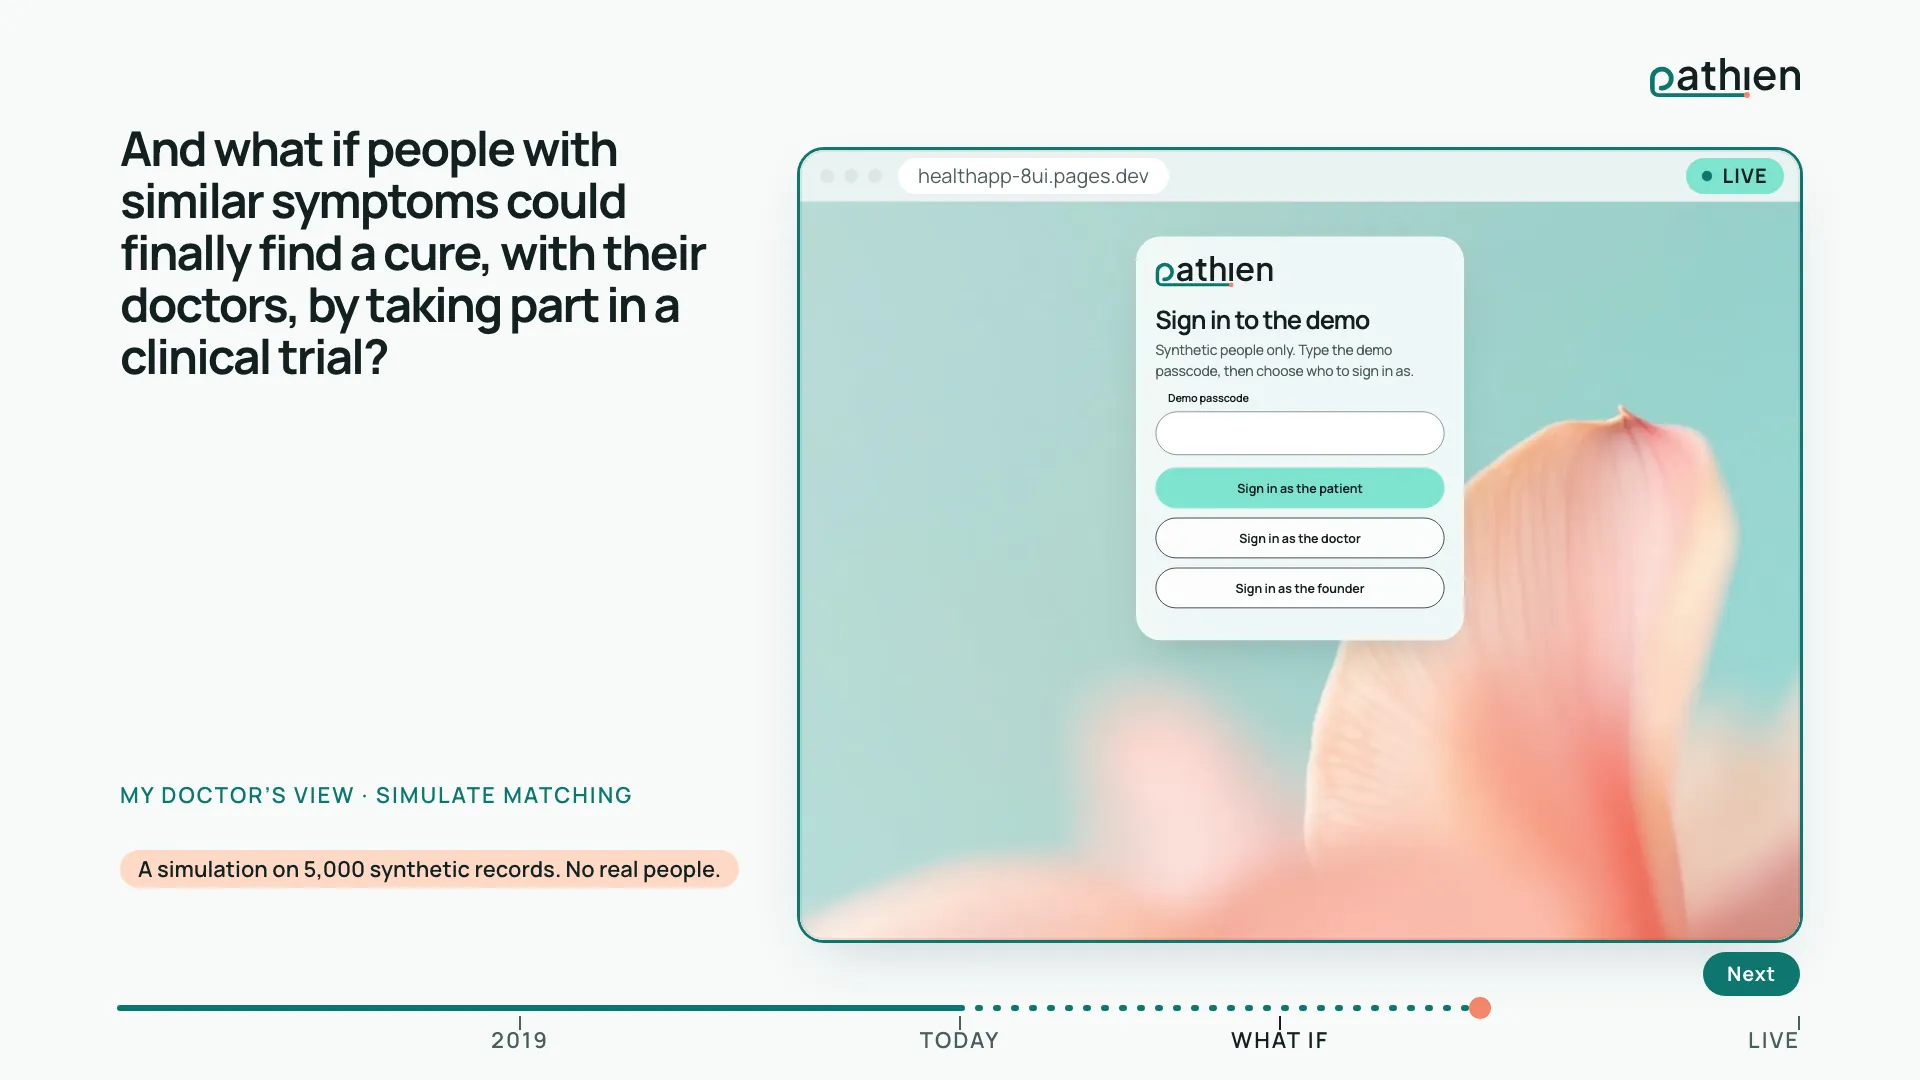 pathien
And what if people with
similar symptoms could
finally find a cure, with their
doctors, by taking part in a
clinical trial?
MY DOCTOR’S VIEW · SIMULATE MATCHING
A simulation on 5,000 synthetic records. No real people.
healthapp-8ui.pages.dev
LIVE
pathien
Sign in to the demo
Synthetic people only. Type the demo
passcode, then choose who to sign in as.
Demo passcode
Sign in as the patient
Sign in as the doctor
Sign in as the founder
Next
2019
TODAY
WHAT IF
LIVE